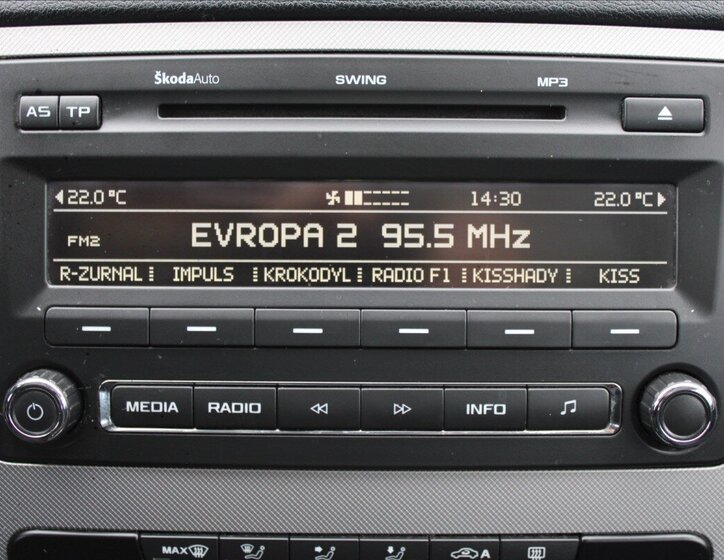 ŠkodaAuto SWING MP3
AS TP
22.0 °C 14:30 22.0 °C
FM2 EVROPA 2 95.5 MHz
R-ZURNAL IMPULS KROKODYL RADIO F1 KISSHADY KISS
MEDIA RADIO INFO
MAX A